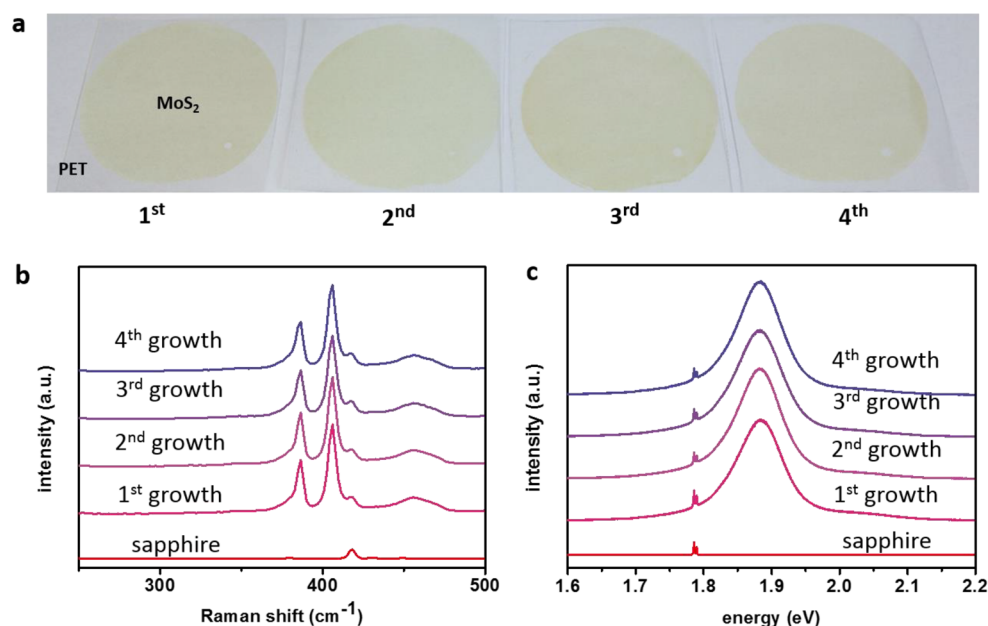 a
MoS₂
PET
1ˢᵗ
2ⁿᵈ
3ʳᵈ
4ᵗʰ
b
intensity (a.u.)
4ᵗʰ growth
3ʳᵈ growth
2ⁿᵈ growth
1ˢᵗ growth
sapphire
300
400
500
Raman shift (cm⁻¹)
c
intensity (a.u.)
4ᵗʰ growth
3ʳᵈ growth
2ⁿᵈ growth
1ˢᵗ growth
sapphire
1.6
1.7
1.8
1.9
2.0
2.1
2.2
energy (eV)